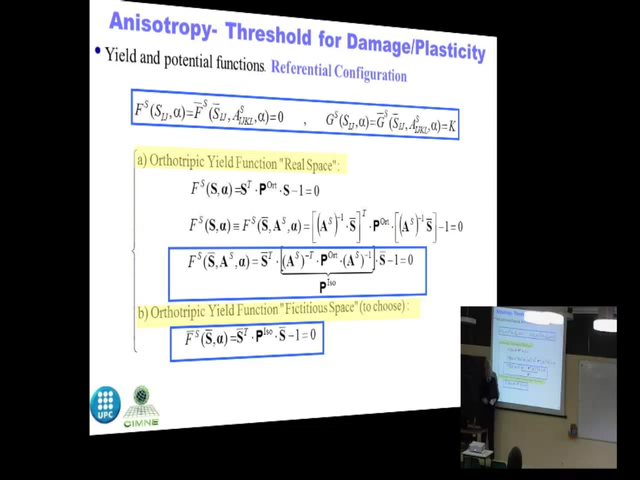 Anisotropy- Threshold for Damage/Plasticity
• Yield and potential functions. Referential Configuration
F^S(S_IJ,α)=F̅^S(S̅_IJ,A^S_IJKL,α)=0 , G^S(S_IJ,α)=G̅^S(S̅_IJ,A^S_IJKL,α)=K
a) Orthotripic Yield Function "Real Space":
F^S(S,α)=S^T·P^Ort·S−1=0
F^S(S,α)≡F^S(S̅,A^S,α)=[(A^S)^-1·S̅]^T·P^Ort·[(A^S)^-1 S̅]−1=0
F^S(S̅,A^S,α)=S̅^T·[(A^S)^-T·P^Ort·(A^S)^-1]·S̅−1=0
P^Iso
b) Orthotripic Yield Function "Fictitious Space" (to choose):
F̅^S(S̅,α)=S̅^T·P^Iso·S̅−1=0
UPC
CIMNE